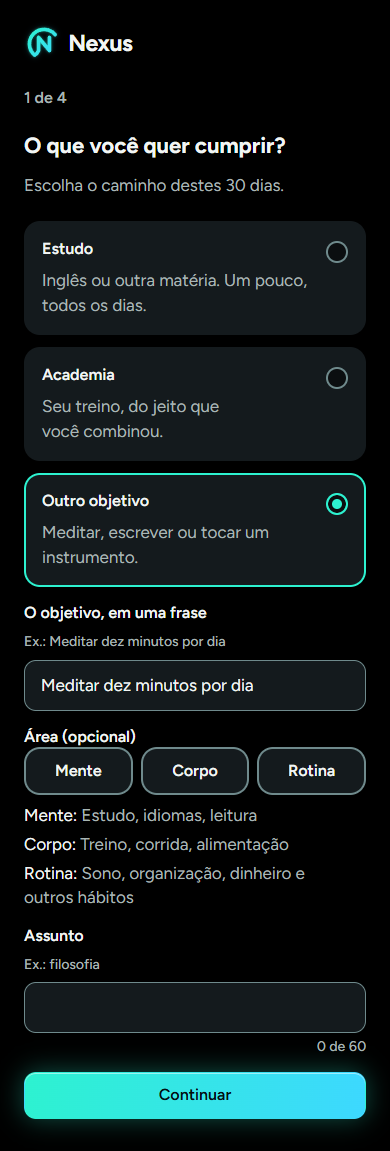 Nexus
1 de 4
O que você quer cumprir?
Escolha o caminho destes 30 dias.
Estudo
Inglês ou outra matéria. Um pouco,
todos os dias.
Academia
Seu treino, do jeito que
você combinou.
Outro objetivo
Meditar, escrever ou tocar um
instrumento.
O objetivo, em uma frase
Ex.: Meditar dez minutos por dia
Meditar dez minutos por dia
Área (opcional)
Mente Corpo Rotina
Mente: Estudo, idiomas, leitura
Corpo: Treino, corrida, alimentação
Rotina: Sono, organização, dinheiro e
outros hábitos
Assunto
Ex.: filosofia
0 de 60
Continuar